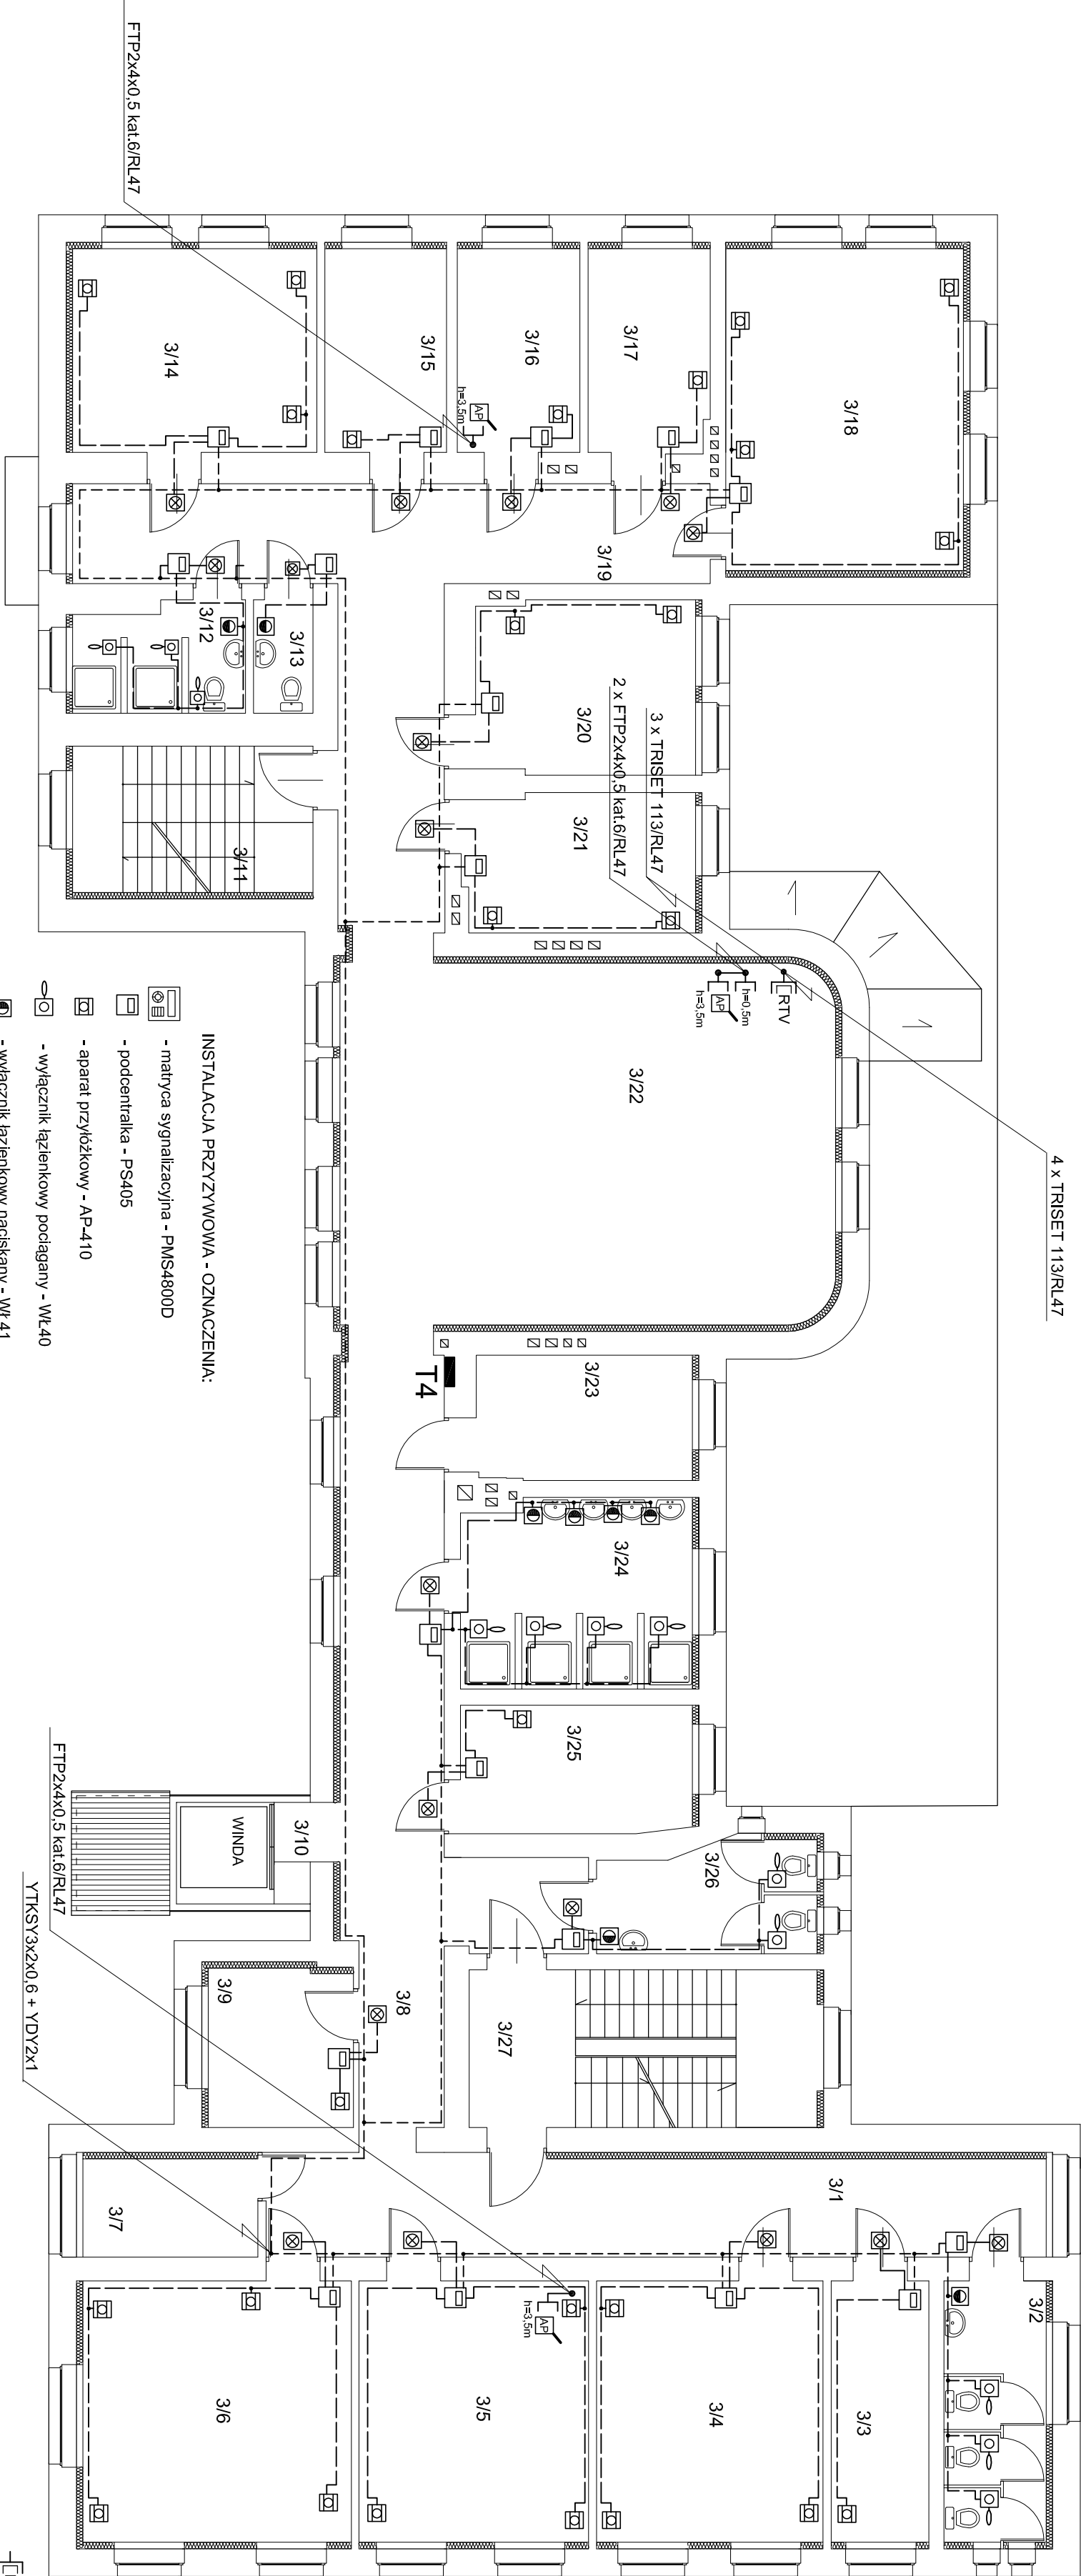 FTP2x4x0,5 kat.6/RL47
4 x TRISET 113/RL47
3 x TRISET 113/RL47
2 x FTP2x4x0,5 kat.6/RL47
3/14
3/15
3/16
3/17
3/18
AP
h=3,5m
3/19
3/12
3/13
3/20
3/21
3/11
RTV
h=0,5m
AP
h=3,5m
3/22
T4
3/23
3/24
3/25
3/26
3/10
WINDA
3/9
3/8
3/27
3/7
3/1
3/2
3/3
3/4
3/5
3/6
AP
h=3,5m
FTP2x4x0,5 kat.6/RL47
YTKSY3x2x0,6 + YDY2x1
INSTALACJA PRZYZYWOWA - OZNACZENIA:
- matryca sygnalizacyjna - PMS4800D
- podcentralka - PS405
- aparat przyłóżkowy - AP-410
- wyłącznik łązienkowy pociągany - WŁ40
- wyłącznik łązienkowy naciskany - WŁ41